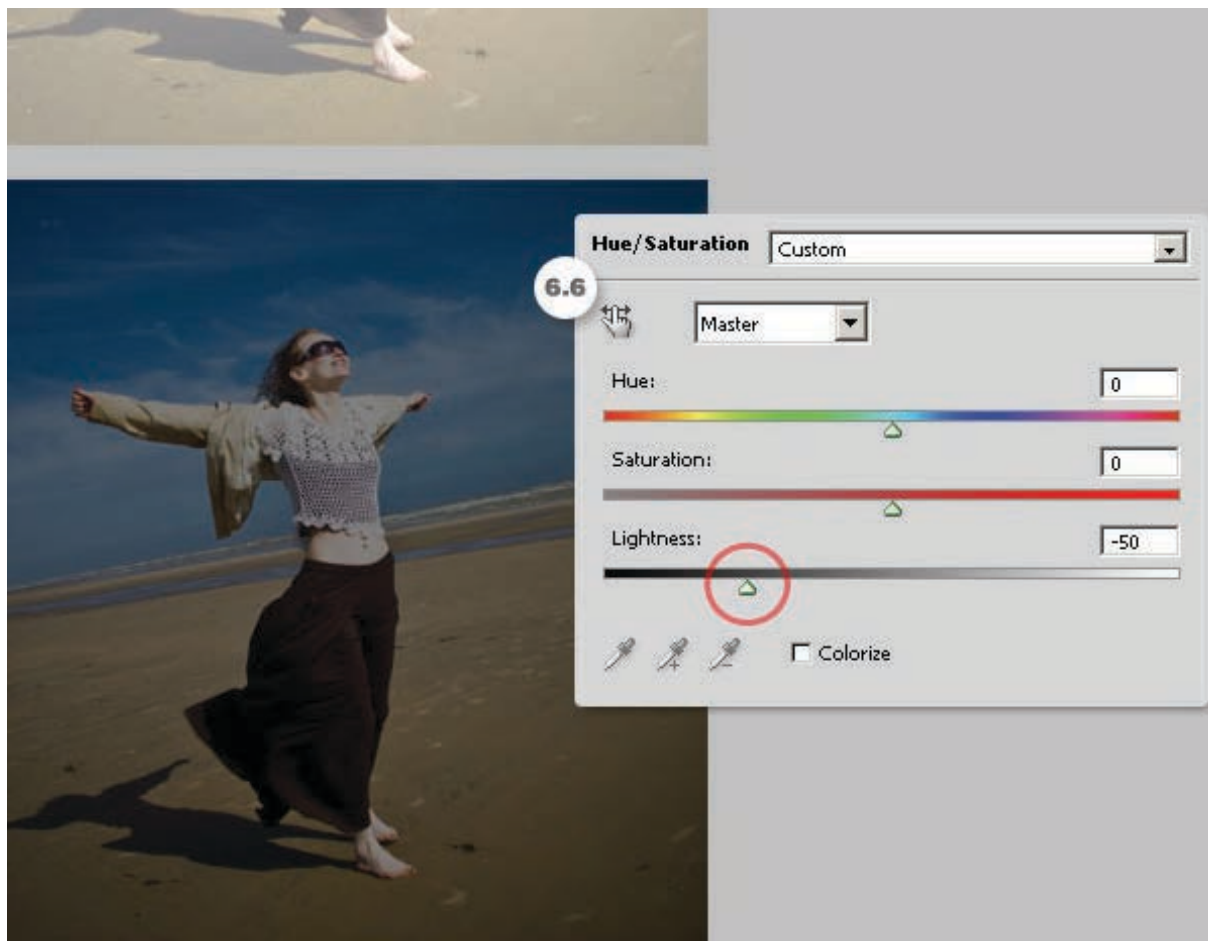 Hue/Saturation Custom
6.6
Master
Hue: 0
Saturation: 0
Lightness: -50
Colorize